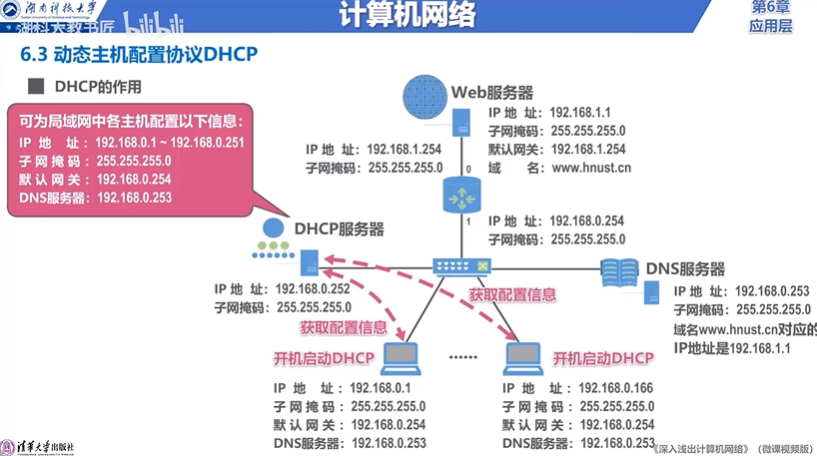 湖南科技大学
Hunan University of Science and Technology
湖科大教书匠 bilibili
计算机网络
第6章
应用层
6.3 动态主机配置协议DHCP
DHCP的作用
可为局域网中各主机配置以下信息：
IP 地 址：192.168.0.1 ~ 192.168.0.251
子网掩码：255.255.255.0
默认网关：192.168.0.254
DNS服务器：192.168.0.253
Web服务器
IP 地 址：192.168.1.1
子网掩码：255.255.255.0
默认网关：192.168.1.254
域 名：www.hnust.cn
IP 地 址：192.168.1.254
子网掩码：255.255.255.0
0
1
IP 地 址：192.168.0.254
子网掩码：255.255.255.0
DHCP服务器
IP 地 址：192.168.0.252
子网掩码：255.255.255.0
DNS服务器
IP 地 址：192.168.0.253
子网掩码：255.255.255.0
域名www.hnust.cn对应的
IP地址是192.168.1.1
获取配置信息
获取配置信息
开机启动DHCP
IP 地 址：192.168.0.1
子网掩码：255.255.255.0
默认网关：192.168.0.254
DNS服务器：192.168.0.253
......
开机启动DHCP
IP 地 址：192.168.0.166
子网掩码：255.255.255.0
默认网关：192.168.0.254
DNS服务器：192.168.0.253
清华大学出版社
《深入浅出计算机网络》（微课视频版）